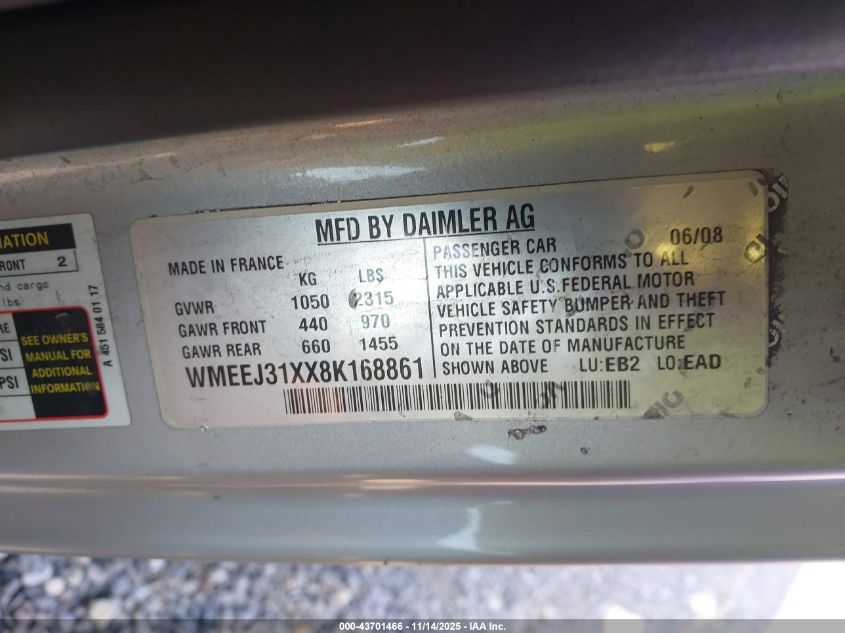 MFD BY DAIMLER AG
MADE IN FRANCE
KG LBS
GVWR 1050 2315
GAWR FRONT 440 970
GAWR REAR 660 1455
WMEEJ31XX8K168861
PASSENGER CAR 06/08
THIS VEHICLE CONFORMS TO ALL
APPLICABLE U.S.FEDERAL MOTOR
VEHICLE SAFETY BUMPER AND THEFT
PREVENTION STANDARDS IN EFFECT
ON THE DATE OF MANUFACTURE
SHOWN ABOVE LU:EB2 LO:EAD
FRONT 2
cargo
lbs
SEE OWNER'S
MANUAL FOR
ADDITIONAL
INFORMATION
PSI
A 451 584 01 17
000-43701466 - 11/14/2025 - IAA Inc.